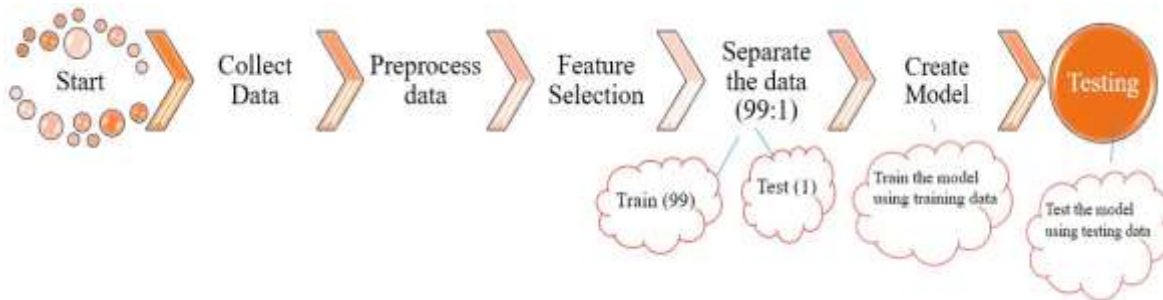 Start
Collect
Data
Preprocess
data
Feature
Selection
Separate
the data
(99:1)
Create
Model
Testing
Train (99)
Test (1)
Train the model
using training data
Test the model
using testing data